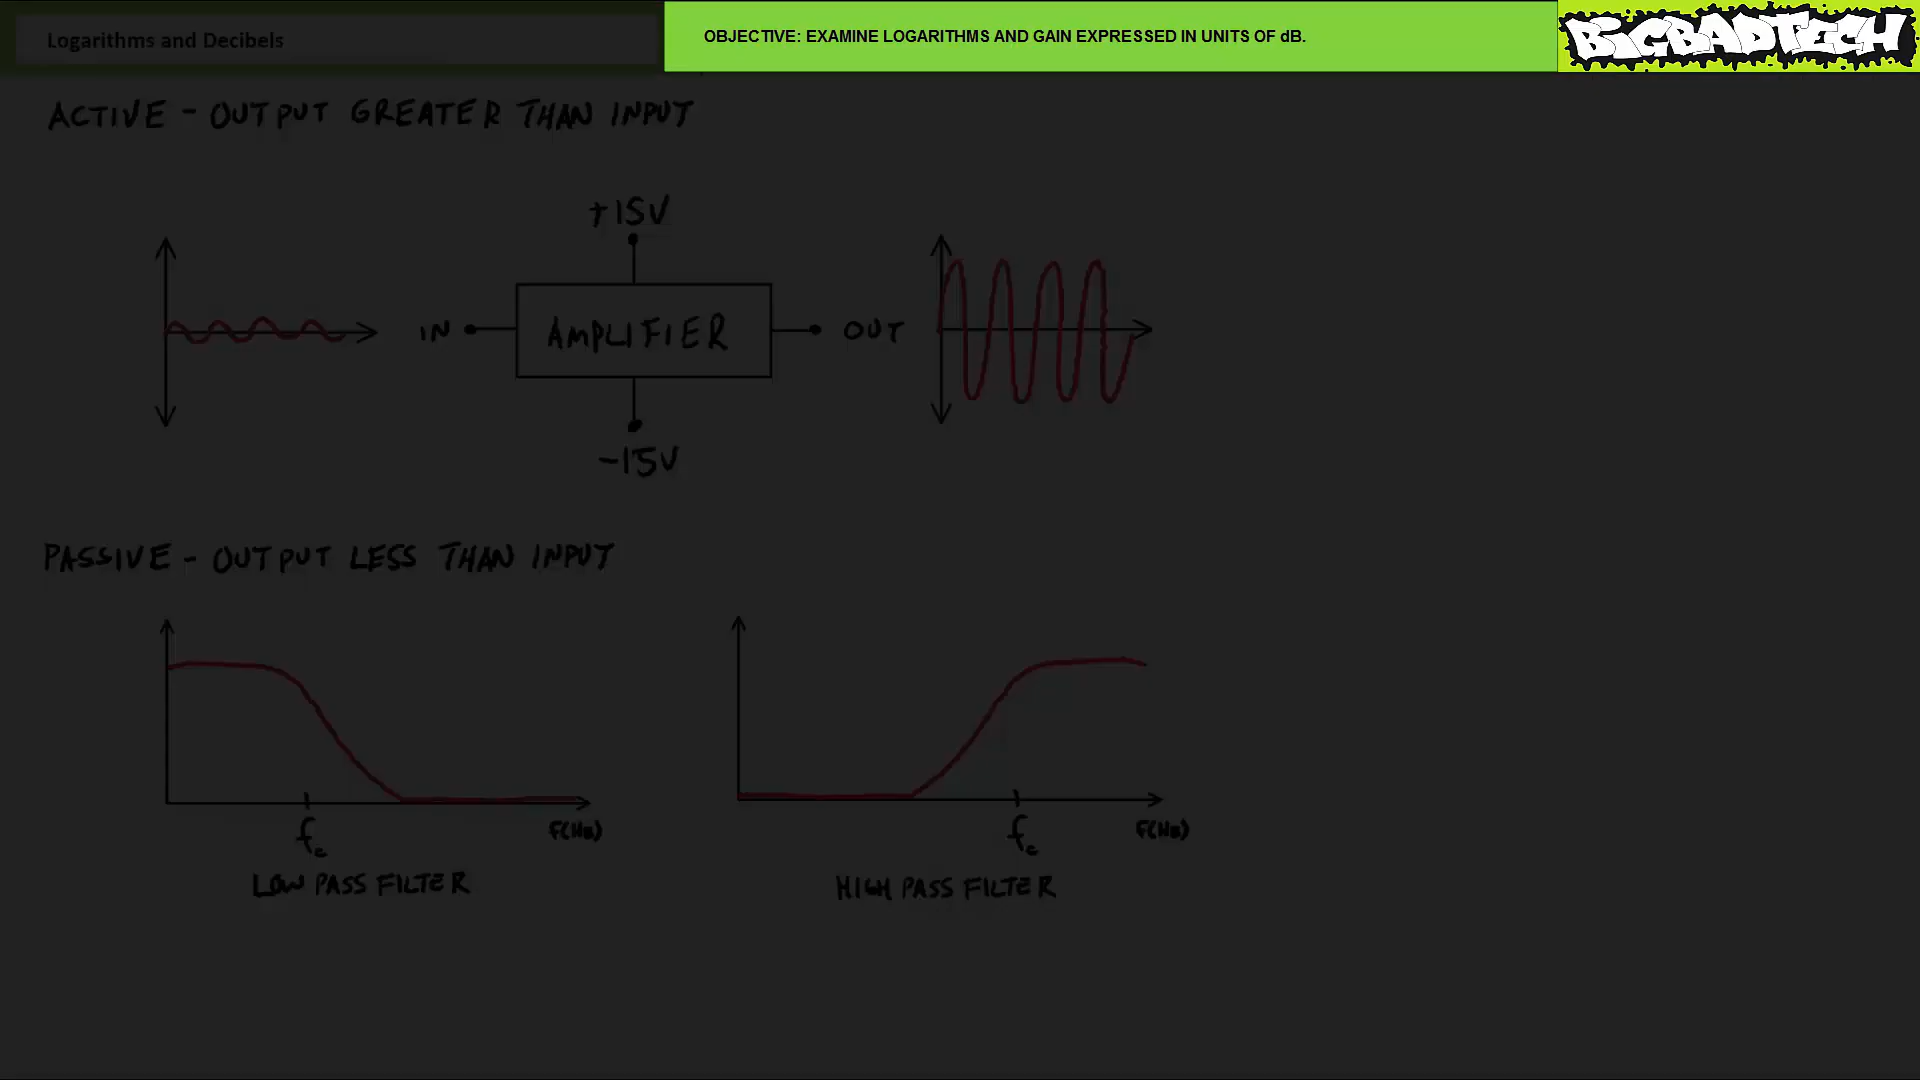 Logarithms and Decibels
OBJECTIVE: EXAMINE LOGARITHMS AND GAIN EXPRESSED IN UNITS OF dB.
BIGBADTECH
ACTIVE - OUTPUT GREATER THAN INPUT
+15V
IN
AMPLIFIER
OUT
-15V
PASSIVE - OUTPUT LESS THAN INPUT
fc
F(Hz)
LOW PASS FILTER
fc
F(Hz)
HIGH PASS FILTER